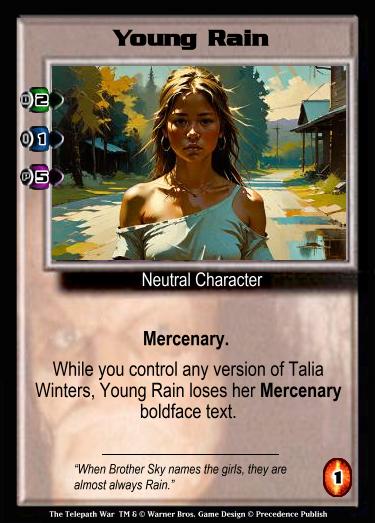 Young Rain
D 2
I 1
P 5
Neutral Character
Mercenary.
While you control any version of Talia
Winters, Young Rain loses her Mercenary
boldface text.
"When Brother Sky names the girls, they are
almost always Rain."
1
The Telepath War TM & © Warner Bros. Game Design © Precedence Publish